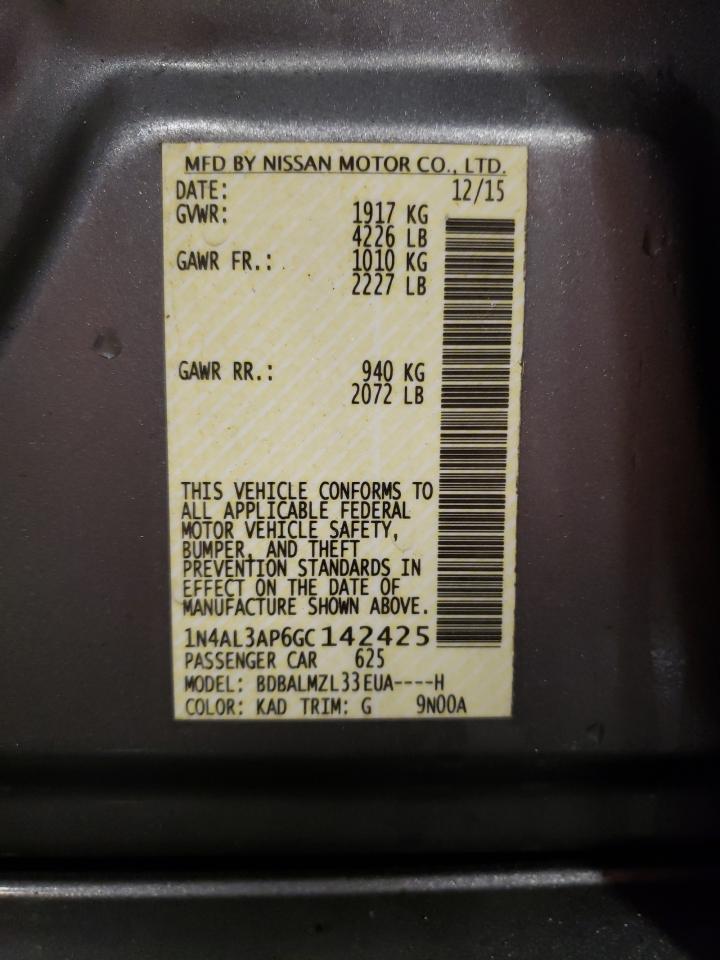 MFD BY NISSAN MOTOR CO., LTD.
DATE: 12/15
GVWR: 1917 KG
4226 LB
GAWR FR.: 1010 KG
2227 LB
GAWR RR.: 940 KG
2072 LB
THIS VEHICLE CONFORMS TO
ALL APPLICABLE FEDERAL
MOTOR VEHICLE SAFETY,
BUMPER, AND THEFT
PREVENTION STANDARDS IN
EFFECT ON THE DATE OF
MANUFACTURE SHOWN ABOVE.
1N4AL3AP6GC142425
PASSENGER CAR 625
MODEL: BDBALMZL33EUA----H
COLOR: KAD TRIM: G 9N00A